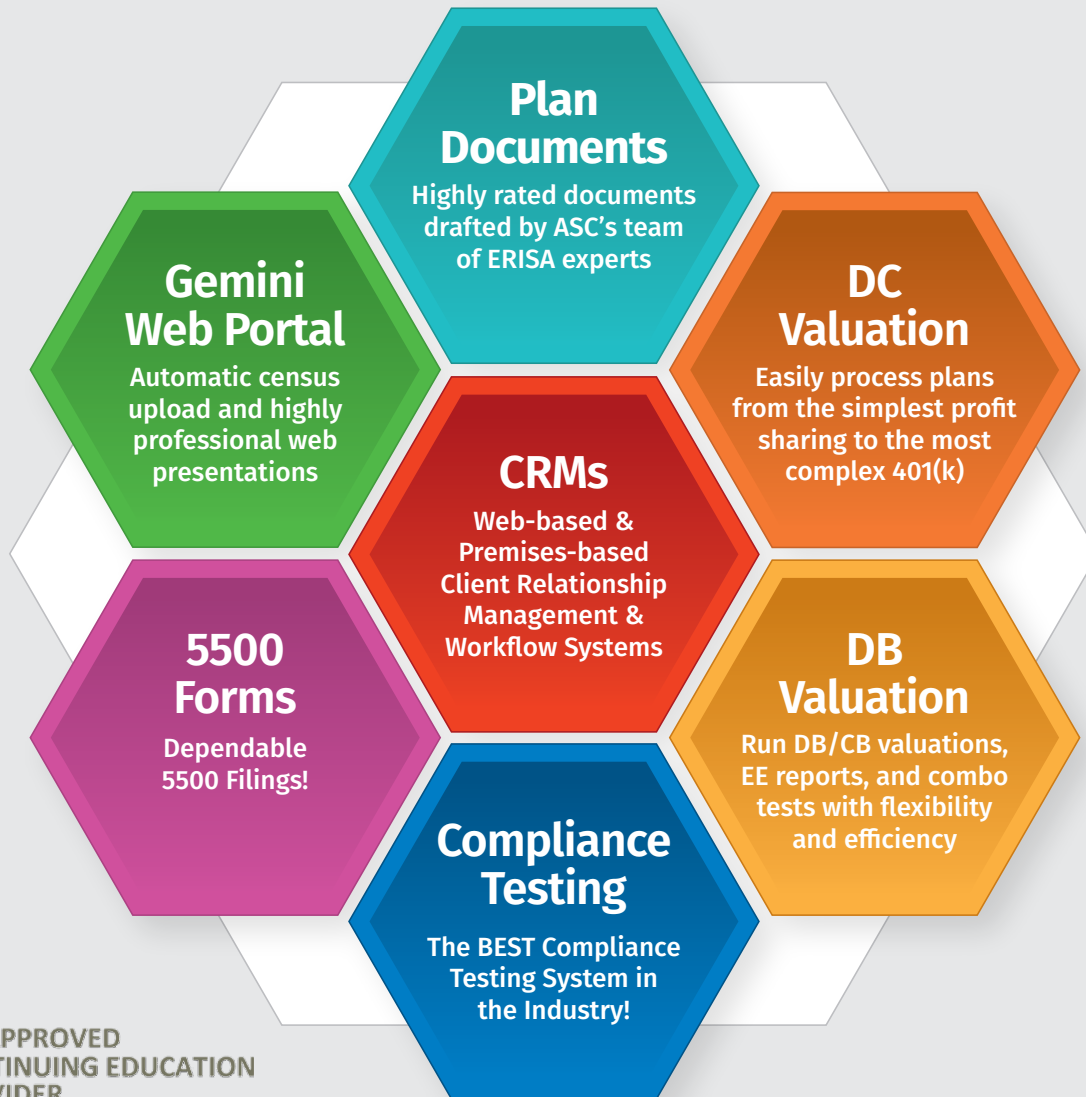 Plan
Documents
Highly rated documents
drafted by ASC’s team
of ERISA experts
Gemini
Web Portal
Automatic census
upload and highly
professional web
presentations
DC
Valuation
Easily process plans
from the simplest profit
sharing to the most
complex 401(k)
CRMs
Web-based &
Premises-based
Client Relationship
Management &
Workflow Systems
5500
Forms
Dependable
5500 Filings!
DB
Valuation
Run DB/CB valuations,
EE reports, and combo
tests with flexibility
and efficiency
Compliance
Testing
The BEST Compliance
Testing System in
the Industry!
EDUCATION